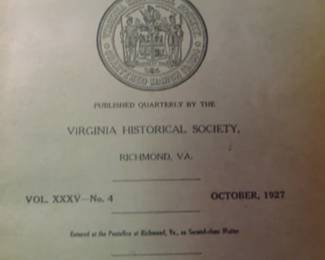 PUBLISHED QUARTERLY BY THE
VIRGINIA HISTORICAL SOCIETY,
RICHMOND, VA.
VOL. XXXV—No. 4 OCTOBER, 1927
Entered at the Postoffice at Richmond, Va., as Second-class Matter